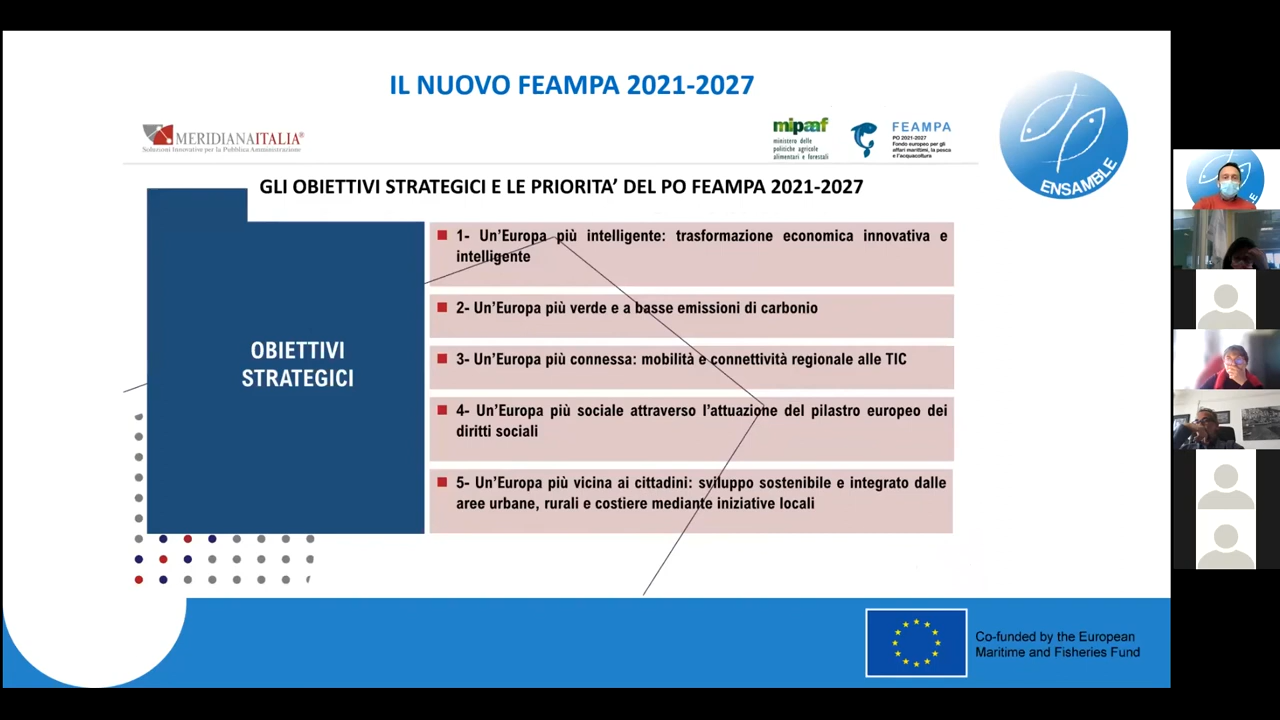 IL NUOVO FEAMPA 2021-2027
MERIDIANAITALIA®
Soluzioni Innovative per la Pubblica Amministrazione
mipaaf
ministero delle
politiche agricole
alimentari e forestali
FEAMPA
PO 2021-2027
Fondo europeo per gli
affari marittimi, la pesca
e l'acquacoltura
ENSAMBLE
GLI OBIETTIVI STRATEGICI E LE PRIORITA’ DEL PO FEAMPA 2021-2027
OBIETTIVI
STRATEGICI
1- Un’Europa più intelligente: trasformazione economica innovativa e
intelligente
2- Un’Europa più verde e a basse emissioni di carbonio
3- Un’Europa più connessa: mobilità e connettività regionale alle TIC
4- Un’Europa più sociale attraverso l’attuazione del pilastro europeo dei
diritti sociali
5- Un’Europa più vicina ai cittadini: sviluppo sostenibile e integrato dalle
aree urbane, rurali e costiere mediante iniziative locali
Co-funded by the European
Maritime and Fisheries Fund